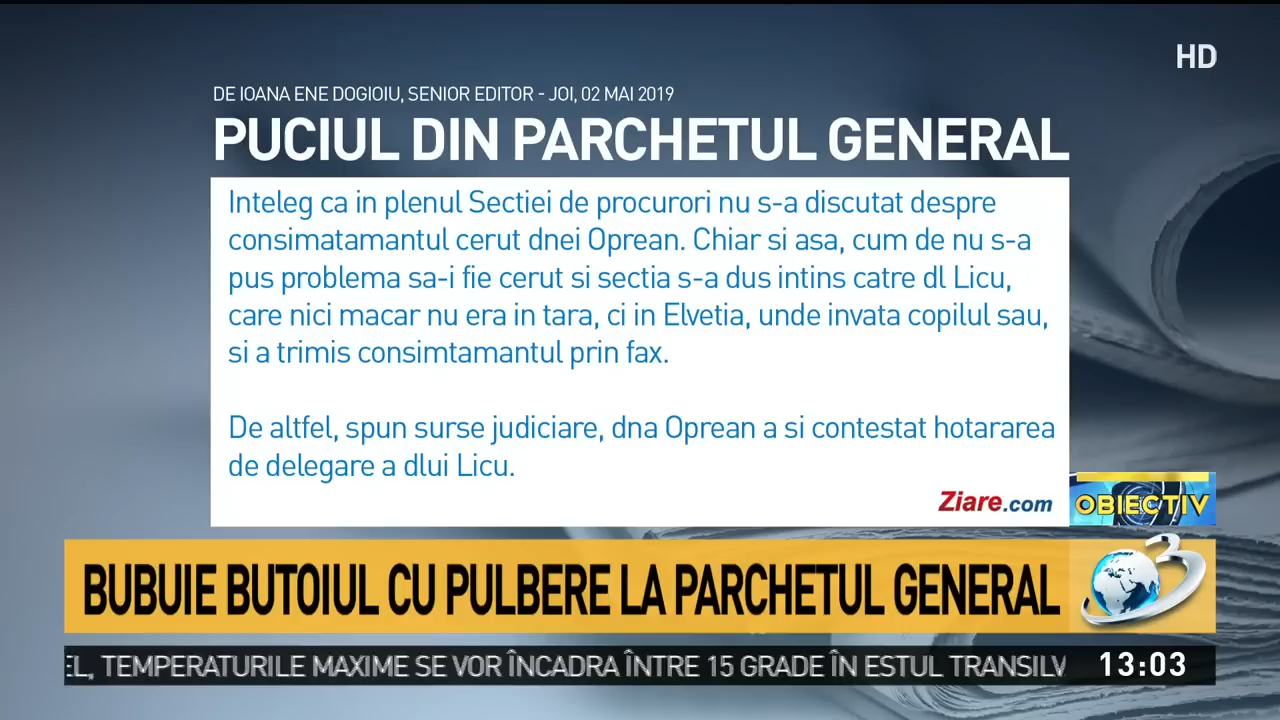 HD
DE IOANA ENE DOGIOIU, SENIOR EDITOR - JOI, 02 MAI 2019
PUCIUL DIN PARCHETUL GENERAL
Inteleg ca in plenul Sectiei de procurori nu s-a discutat despre
consimatamantul cerut dnei Oprean. Chiar si asa, cum de nu s-a
pus problema sa-i fie cerut si sectia s-a dus intins catre dl Licu,
care nici macar nu era in tara, ci in Elvetia, unde invata copilul sau,
si a trimis consimtamantul prin fax.
De altfel, spun surse judiciare, dna Oprean a si contestat hotararea
de delegare a dlui Licu.
Ziare.com
OBIECTIV
BUBUIE BUTOIUL CU PULBERE LA PARCHETUL GENERAL
3
EL, TEMPERATURILE MAXIME SE VOR ÎNCADRA ÎNTRE 15 GRADE ÎN ESTUL TRANSILV
13:03